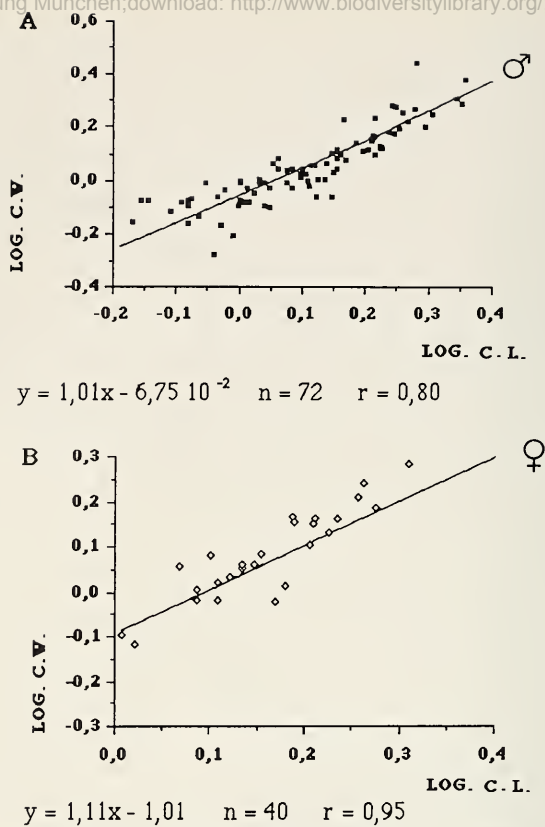 ng München;download: http://www.biodiversitylibrary.org/
A
0,6
0,4
♂
0,2
0,0
-0,2
-0,4
LOG. C.W.
-0,2 -0,1 0,0 0,1 0,2 0,3 0,4
LOG. C.L.
y = 1,01x - 6,75 10 -2 n = 72 r = 0,80
B
0,3
♀
0,2
0,1
0,0
-0,1
-0,2
-0,3
LOG. C.W.
0,0 0,1 0,2 0,3 0,4
LOG. C.L.
y = 1,11x - 1,01 n = 40 r = 0,95